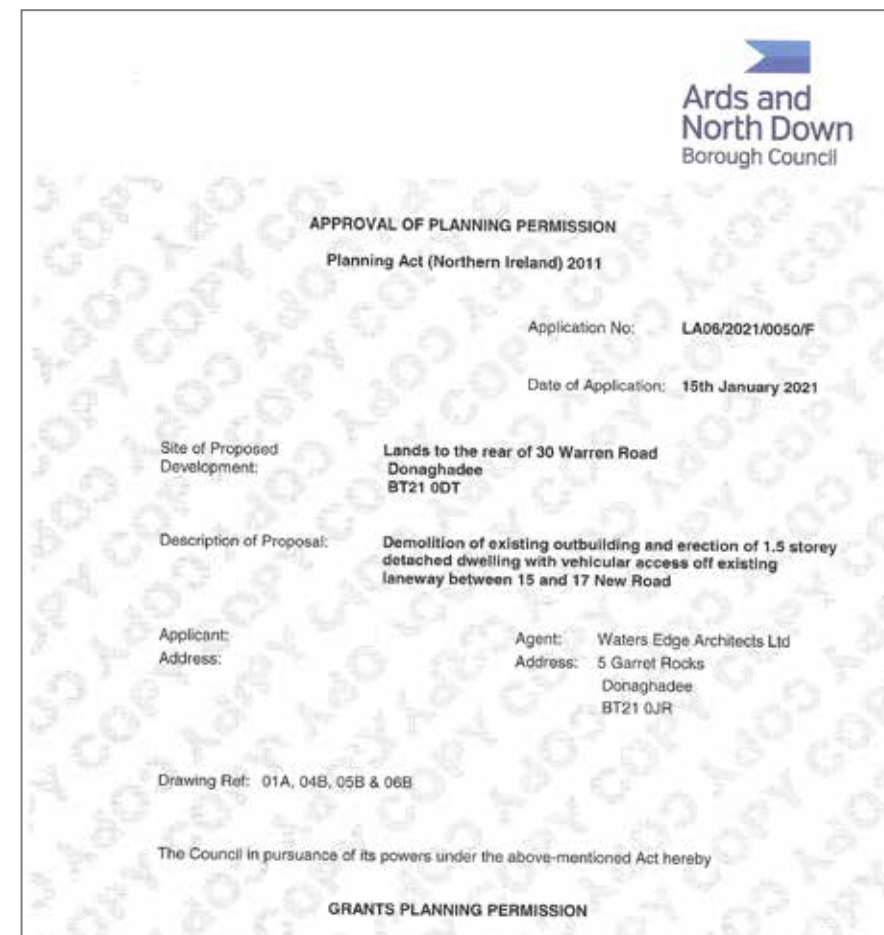 Ards and
North Down
Borough Council
APPROVAL OF PLANNING PERMISSION
Planning Act (Northern Ireland) 2011
Application No: LA06/2021/0050/F
Date of Application: 15th January 2021
Site of Proposed Development: Lands to the rear of 30 Warren Road
Donaghadee
BT21 0DT
Description of Proposal: Demolition of existing outbuilding and erection of 1.5 storey
detached dwelling with vehicular access off existing
laneway between 15 and 17 New Road
Applicant:
Address:
Agent: Waters Edge Architects Ltd
Address: 5 Garret Rocks
Donaghadee
BT21 0JR
Drawing Ref: 01A, 04B, 05B & 06B
The Council in pursuance of its powers under the above-mentioned Act hereby
GRANTS PLANNING PERMISSION
COPY COPY COPY COPY